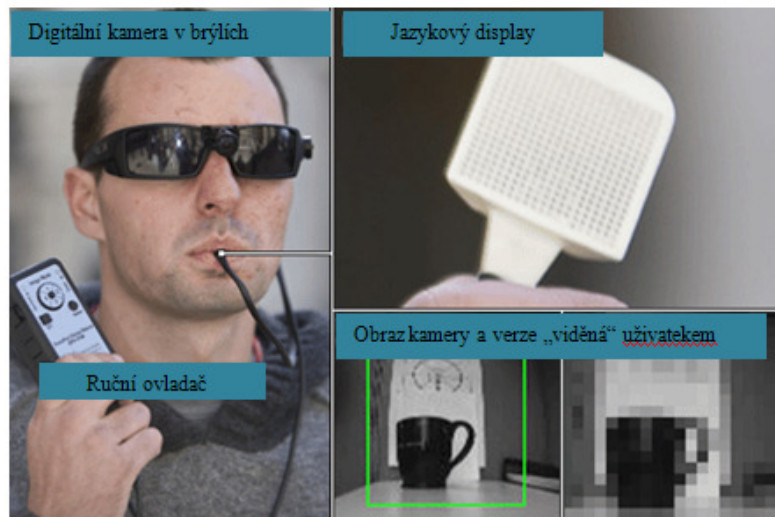 Digitální kamera v brýlích
Jazykový display
Obraz kamery a verze „viděná“ uživatekem
Ruční ovladač